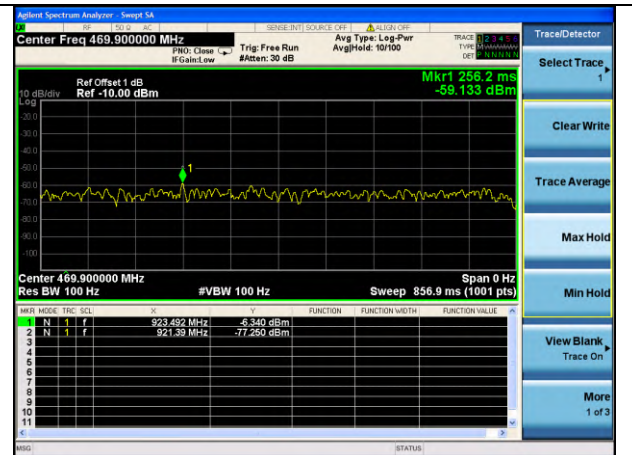 Agilent Spectrum Analyzer - Swept SA
RF 50 Ω AC SENSE:INT SOURCE OFF ALIGN OFF
Center Freq 469.900000 MHz
PNO: Close
IFGain:Low
Trig: Free Run
#Atten: 30 dB
Avg Type: Log-Pwr
Avg|Hold: 10/100
TRACE 1 2 3 4 5 6
TYPE
DET P N N N N N
Ref Offset 1 dB
10 dB/div Ref -10.00 dBm
Log
Mkr1 256.2 ms
-59.133 dBm
-20.0
-30.0
-40.0
-50.0
-60.0
-70.0
-80.0
-90.0
-100
1
Center 469.900000 MHz Span 0 Hz
Res BW 100 Hz #VBW 100 Hz Sweep 856.9 ms (1001 pts)
MKR MODE TRC SCL X Y FUNCTION FUNCTION WIDTH FUNCTION VALUE
1 N 1 f 923.492 MHz -6.340 dBm
2 N 1 f 921.39 MHz -77.250 dBm
3
4
5
6
7
8
9
10
11
MSG STATUS
Trace/Detector
Select Trace
1
Clear Write
Trace Average
Max Hold
Min Hold
View Blank
Trace On
More
1 of 3